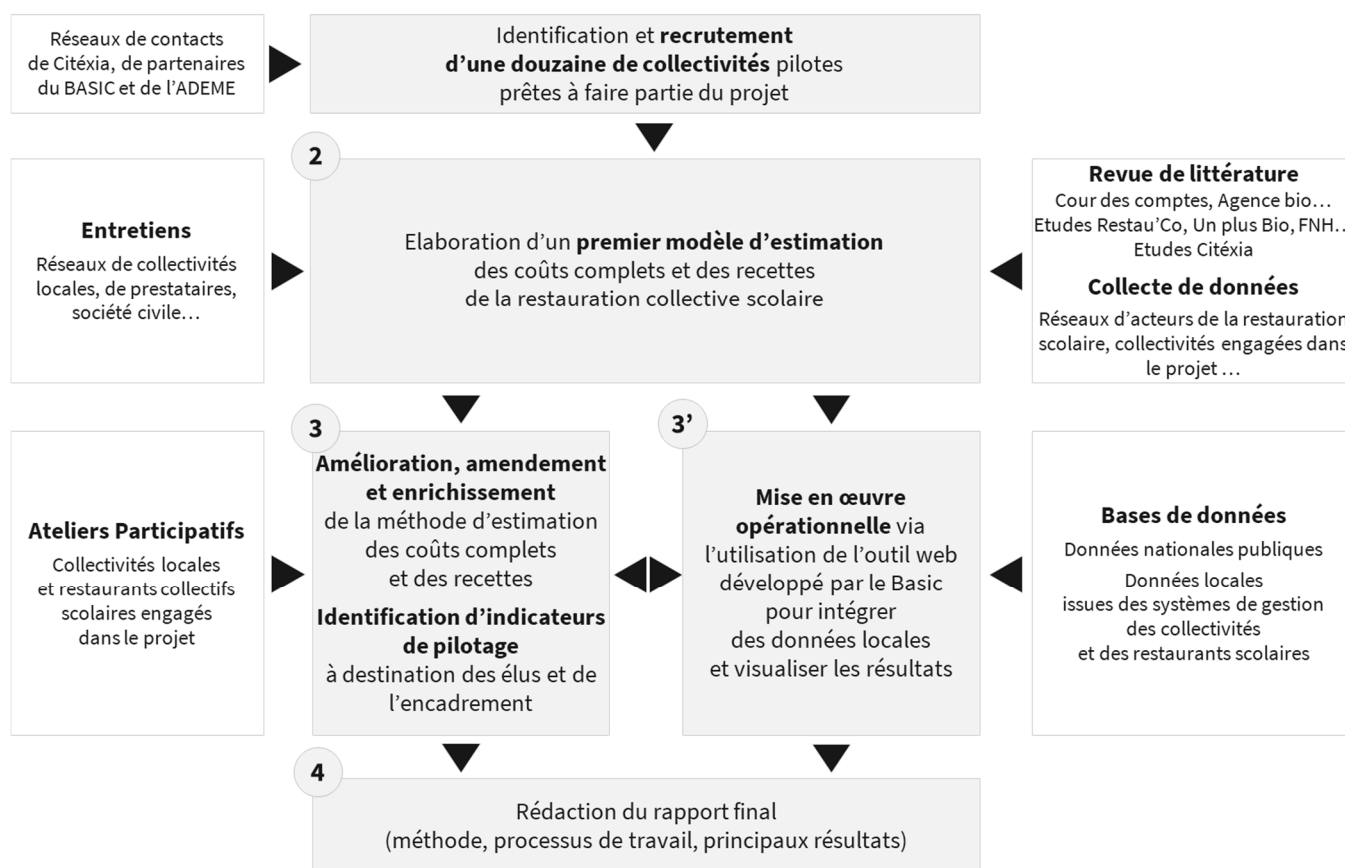 Réseaux de contacts
de Citéxia, de partenaires
du BASIC et de l'ADEME
Identification et recrutement
d'une douzaine de collectivités pilotes
prêtes à faire partie du projet
2
Entretiens
Réseaux de collectivités
locales, de prestataires,
société civile…
Elaboration d'un premier modèle d'estimation
des coûts complets et des recettes
de la restauration collective scolaire
Revue de littérature
Cour des comptes, Agence bio…
Etudes Restau'Co, Un plus Bio, FNH…
Etudes Citéxia
Collecte de données
Réseaux d'acteurs de la restauration
scolaire, collectivités engagées dans
le projet …
Ateliers Participatifs
Collectivités locales
et restaurants collectifs
scolaires engagés
dans le projet
3
Amélioration, amendement
et enrichissement
de la méthode d'estimation
des coûts complets
et des recettes
Identification d'indicateurs
de pilotage
à destination des élus et de
l'encadrement
3'
Mise en œuvre
opérationnelle via
l'utilisation de l'outil web
développé par le Basic
pour intégrer
des données locales
et visualiser les résultats
Bases de données
Données nationales publiques
Données locales
issues des systèmes de gestion
des collectivités
et des restaurants scolaires
4
Rédaction du rapport final
(méthode, processus de travail, principaux résultats)